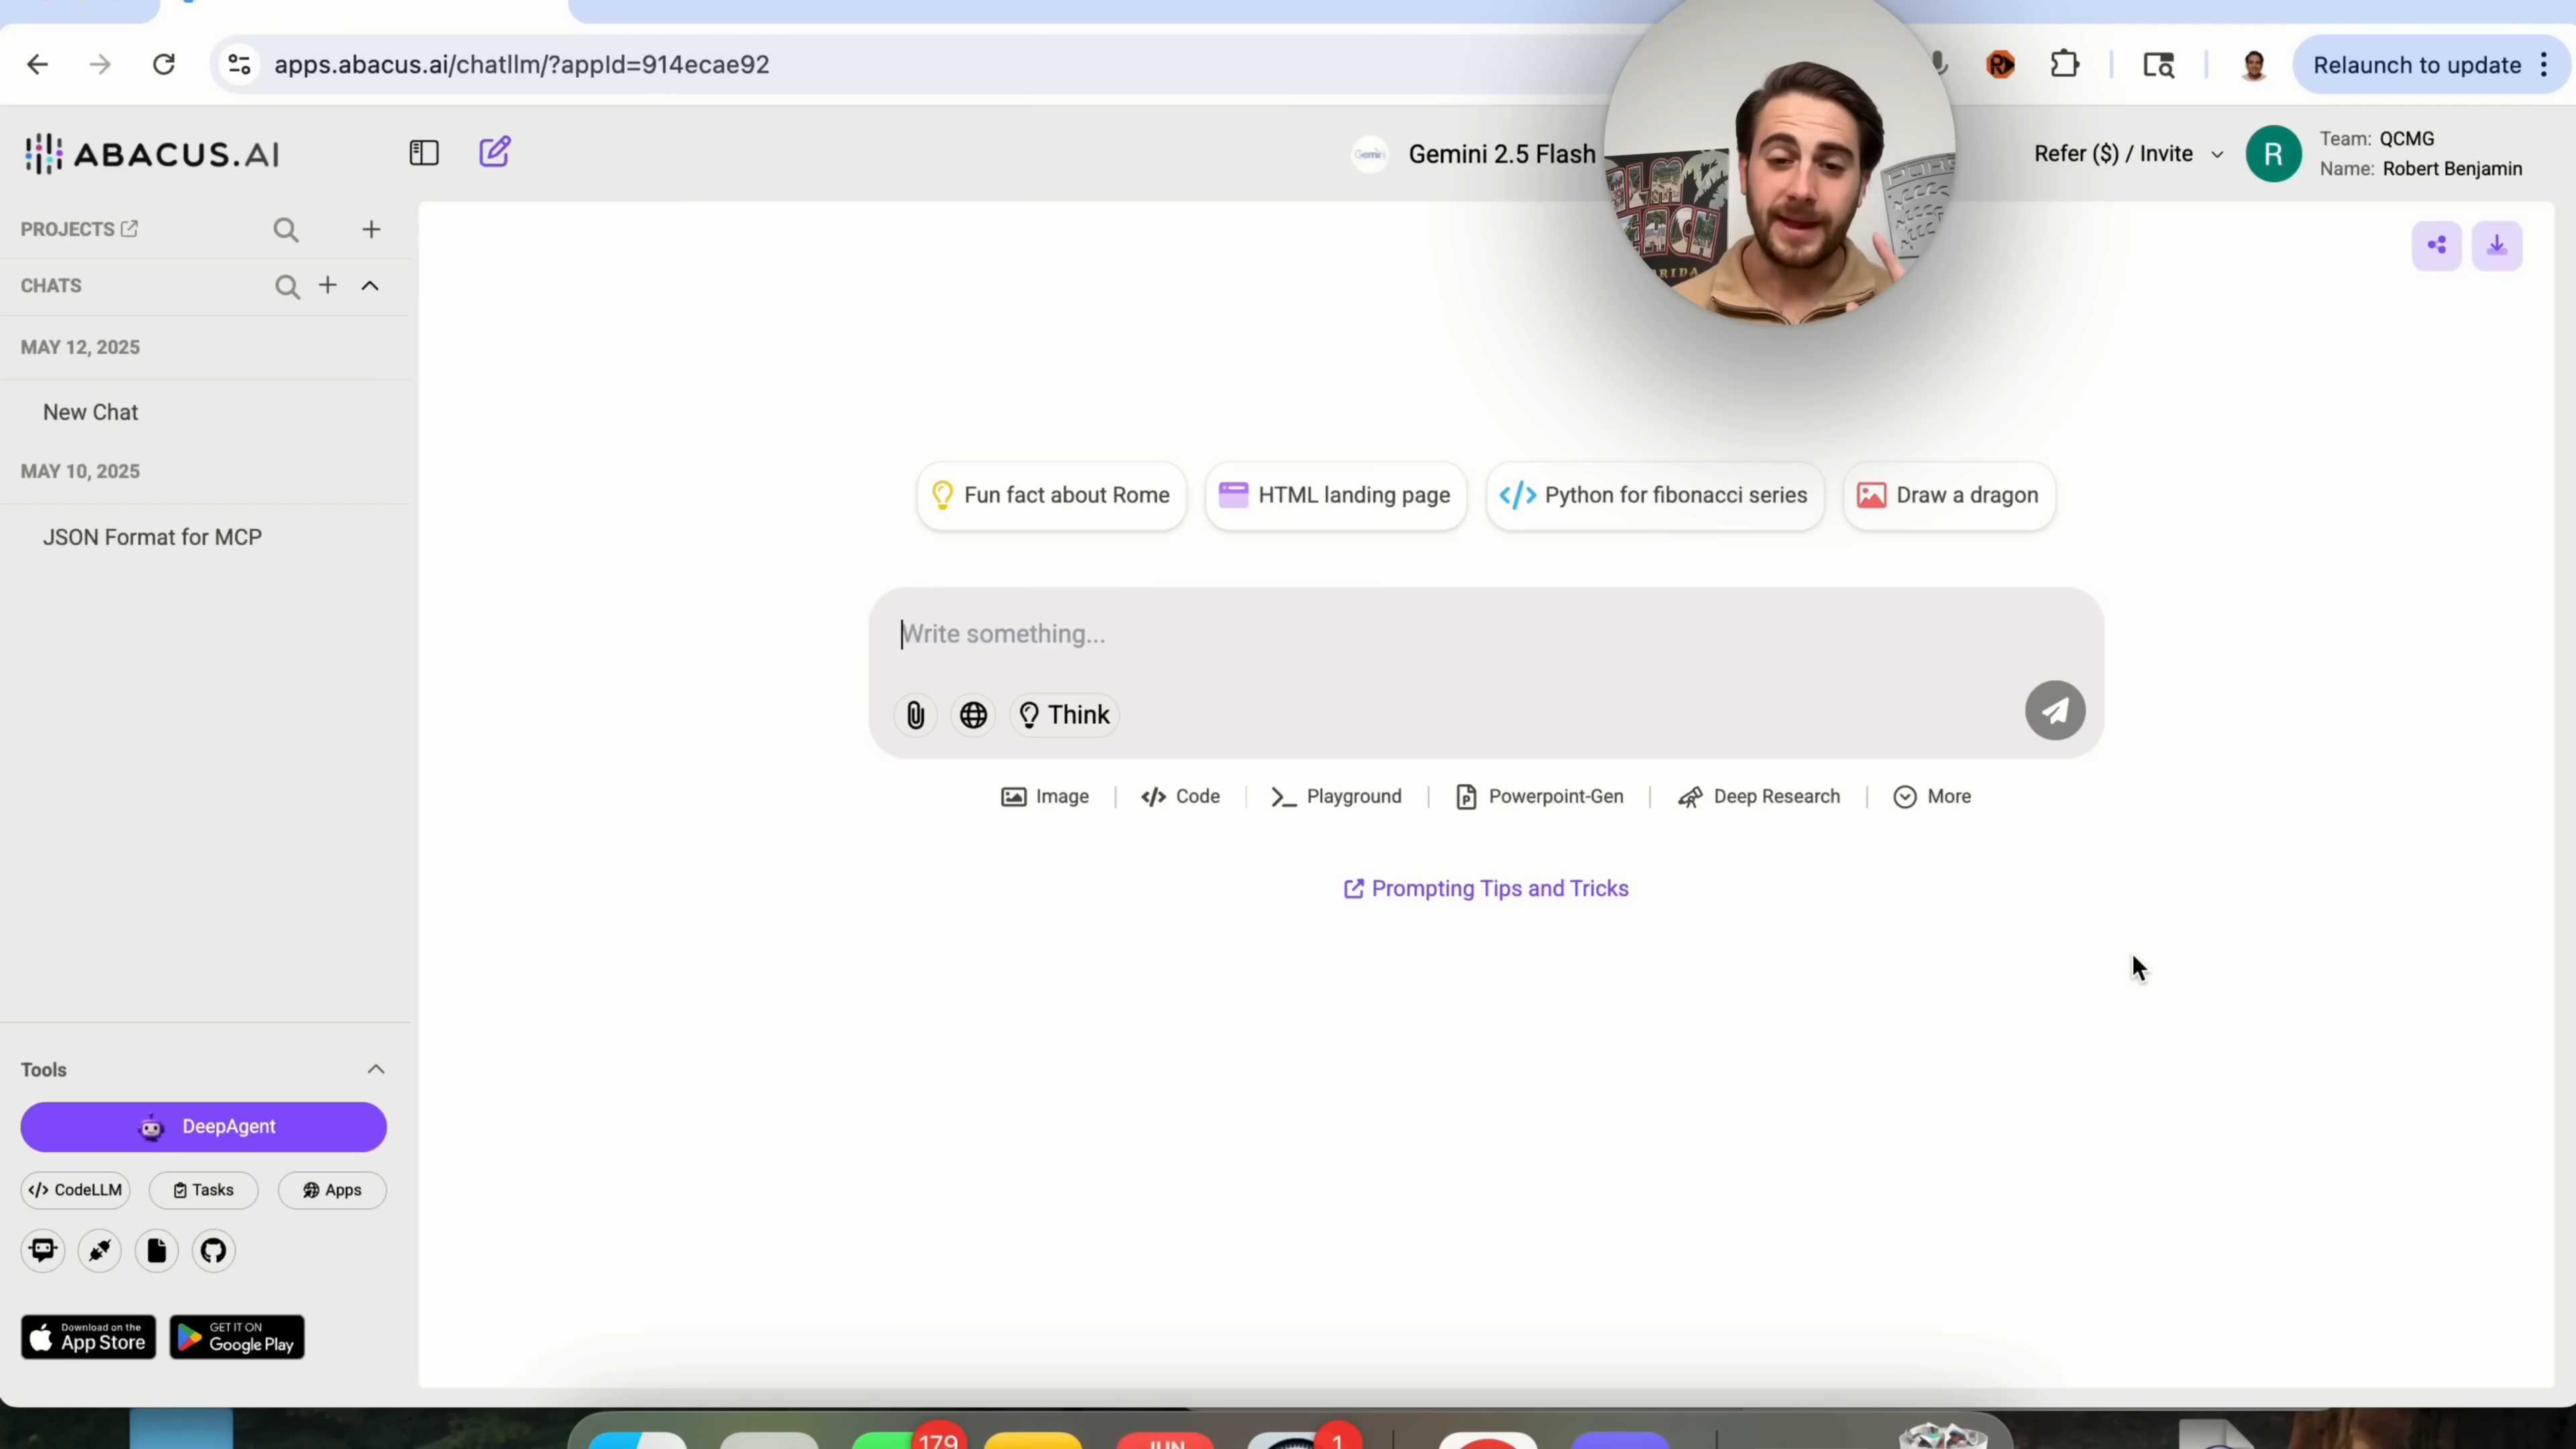 apps.abacus.ai/chatllm/?appId=914ecae92
Relaunch to update
ABACUS.AI
Gemini
Gemini 2.5 Flash
Refer ($) / Invite
R
Team: QCMG
Name: Robert Benjamin
PROJECTS
CHATS
MAY 12, 2025
New Chat
MAY 10, 2025
JSON Format for MCP
Fun fact about Rome
HTML landing page
Python for fibonacci series
Draw a dragon
Write something...
Think
Image
Code
Playground
Powerpoint-Gen
Deep Research
More
Prompting Tips and Tricks
Tools
DeepAgent
CodeLLM
Tasks
Apps
Download on the
App Store
GET IT ON
Google Play
179
JUN
1